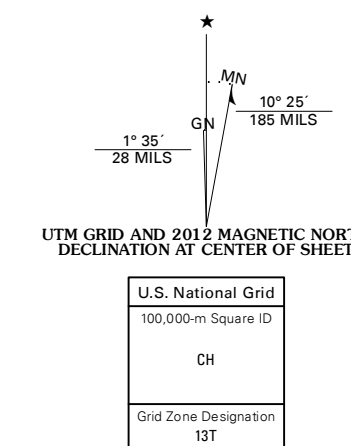 ★
MN
GN
10° 25´
185 MILS
1° 35´
28 MILS
UTM GRID AND 2012 MAGNETIC NORT
DECLINATION AT CENTER OF SHEET
U.S. National Grid
100,000-m Square ID
CH
Grid Zone Designation
13T